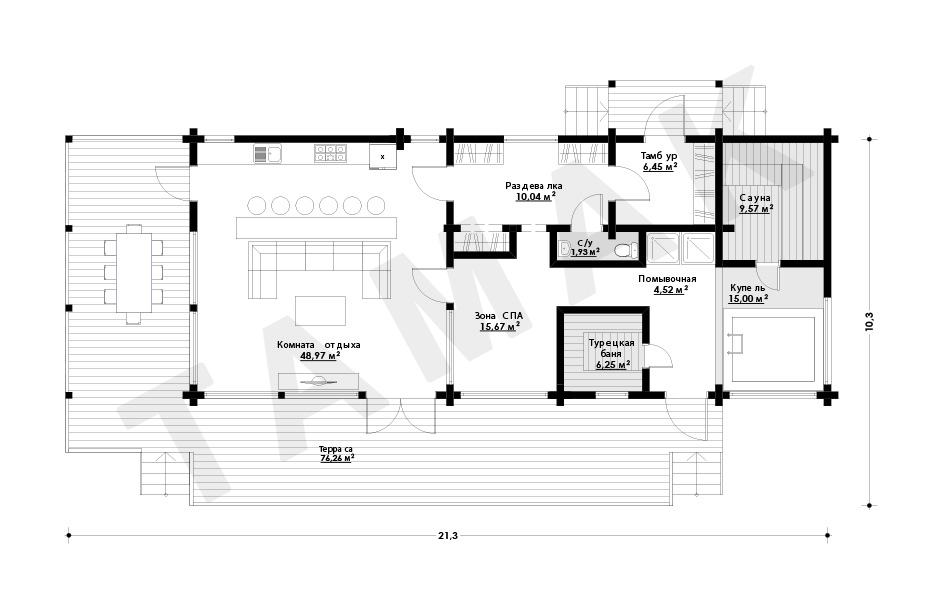 ТАМАК
Тамбур
6,45 м²
Раздевалка
10,04 м²
Сауна
9,57 м²
С/у
1,93 м²
Помывочная
4,52 м²
Купель
15,00 м²
Зона СПА
15,67 м²
Турецкая
баня
6,25 м²
Комната отдыха
48,97 м²
Терраса
76,26 м²
10,3
21,3
x